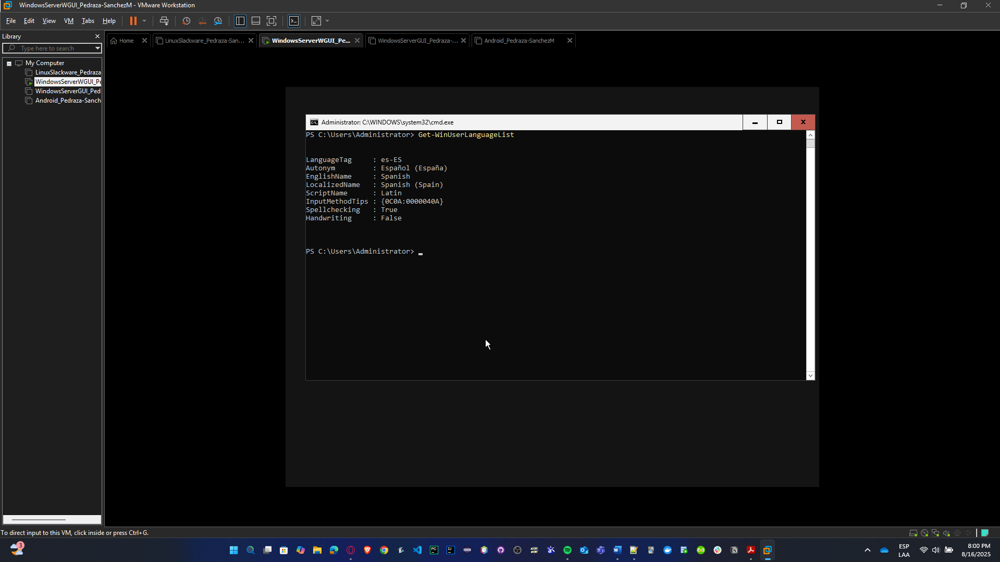 WindowsServerWGUI_Pedraza-SanchezM - VMware Workstation
File Edit View VM Tabs Help
Library
Type here to search
My Computer
LinuxSlackware_Pedraza
WindowsServerWGUI_Pe
WindowsServerGUI_Ped
Android_Pedraza-Sanch
Home
LinuxSlackware_Pedraza-San...
WindowsServerWGUI_Pe...
WindowsServerGUI_Pedraza-...
Android_Pedraza-SanchezM
Administrator: C:\WINDOWS\system32\cmd.exe
PS C:\Users\Administrator> Get-WinUserLanguageList
LanguageTag : es-ES
Autonym : Español (España)
EnglishName : Spanish
LocalizedName : Spanish (Spain)
ScriptName : Latin
InputMethodTips : {0C0A:0000040A}
Spellchecking : True
Handwriting : False
PS C:\Users\Administrator> _
To direct input to this VM, click inside or press Ctrl+G.
3
ESP
LAA
8:00 PM
8/16/2025